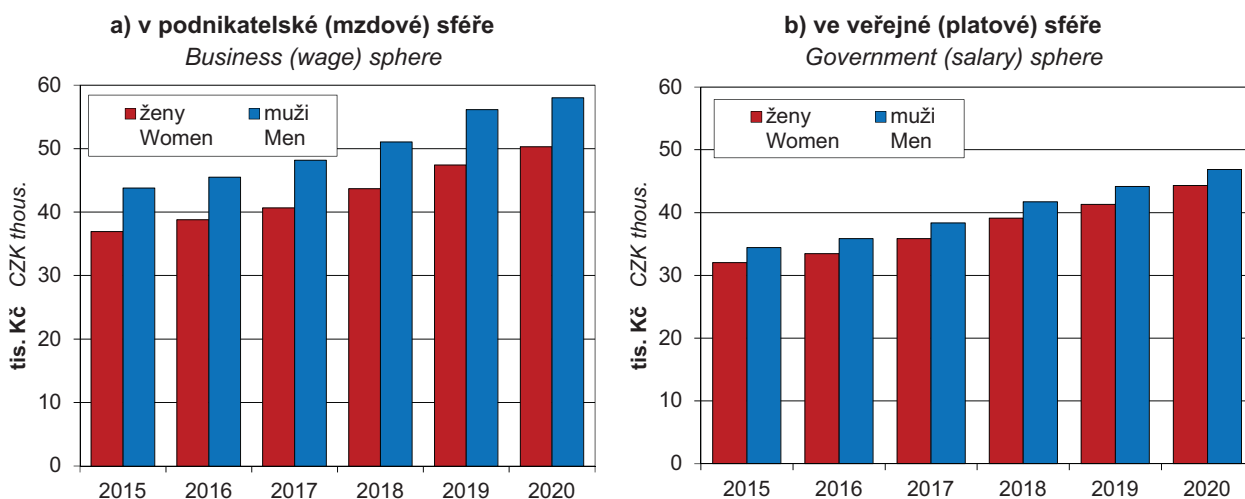 a) v podnikatelské (mzdové) sféře
Business (wage) sphere
60
50
40
30
20
10
0
tis. Kč CZK thous.
ženy
Women
muži
Men
2015 2016 2017 2018 2019 2020
b) ve veřejné (platové) sféře
Government (salary) sphere
60
50
40
30
20
10
0
tis. Kč CZK thous.
ženy
Women
muži
Men
2015 2016 2017 2018 2019 2020